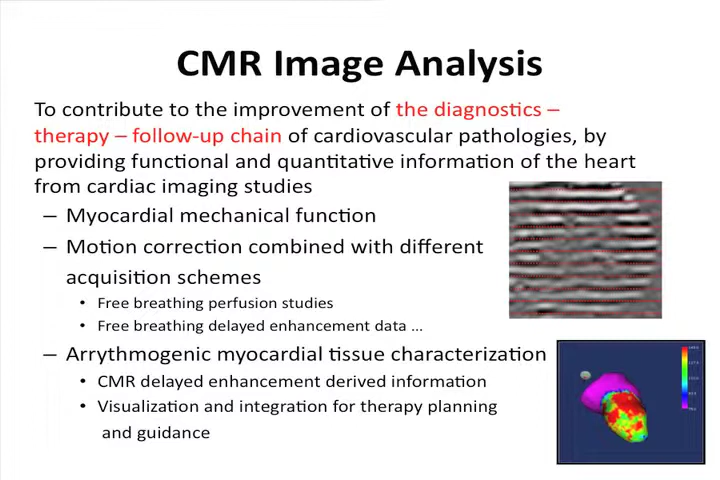 CMR Image Analysis
To contribute to the improvement of the diagnostics –
therapy – follow-up chain of cardiovascular pathologies, by
providing functional and quantitative information of the heart
from cardiac imaging studies
– Myocardial mechanical function
– Motion correction combined with different
acquisition schemes
• Free breathing perfusion studies
• Free breathing delayed enhancement data ...
– Arrythmogenic myocardial tissue characterization
• CMR delayed enhancement derived information
• Visualization and integration for therapy planning
and guidance